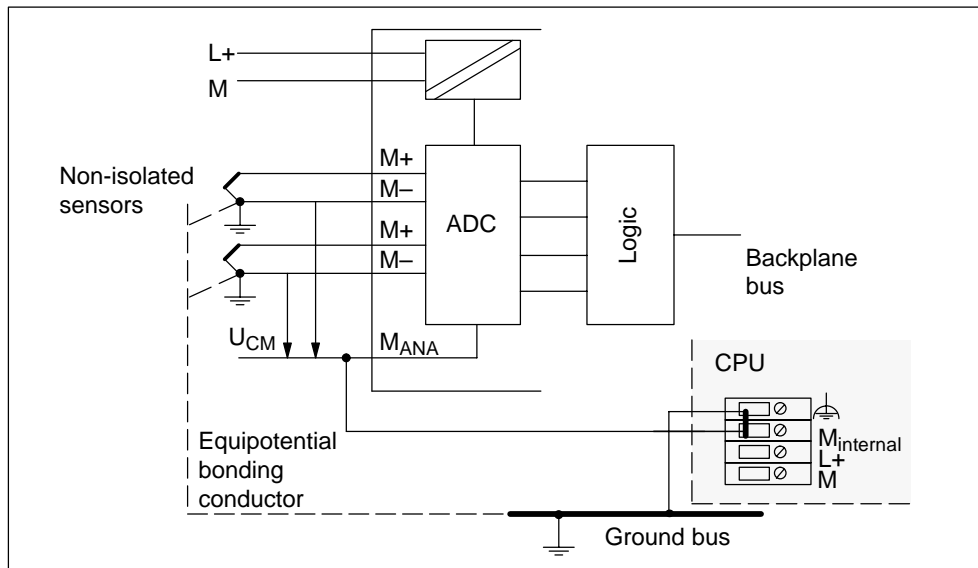 L+
M
Non-isolated
sensors
M+
M–
M+
M–
ADC
Logic
Backplane
bus
UCM
MANA
CPU
Minternal
L+
M
Equipotential
bonding
conductor
Ground bus